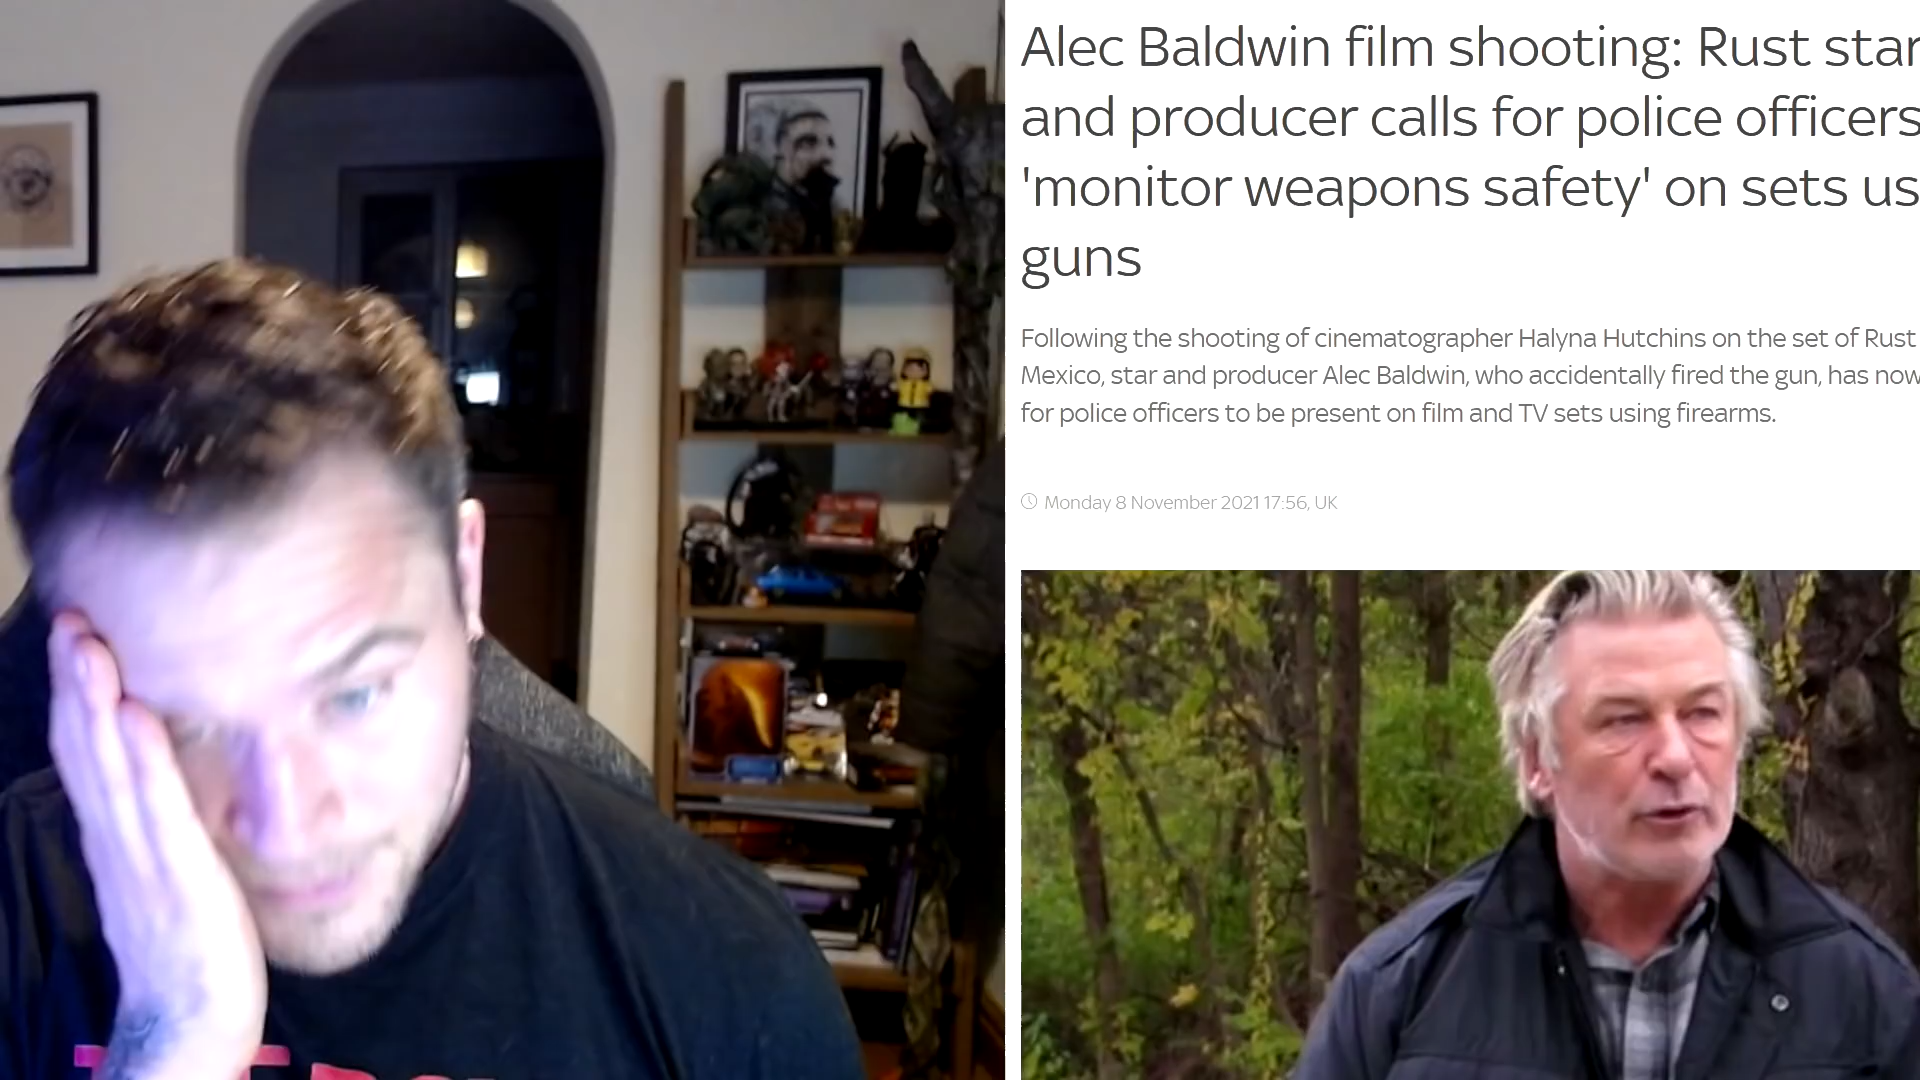 Alec Baldwin film shooting: Rust star
and producer calls for police officers
'monitor weapons safety' on sets us
guns
Following the shooting of cinematographer Halyna Hutchins on the set of Rust
Mexico, star and producer Alec Baldwin, who accidentally fired the gun, has now
for police officers to be present on film and TV sets using firearms.
Monday 8 November 2021 17:56, UK